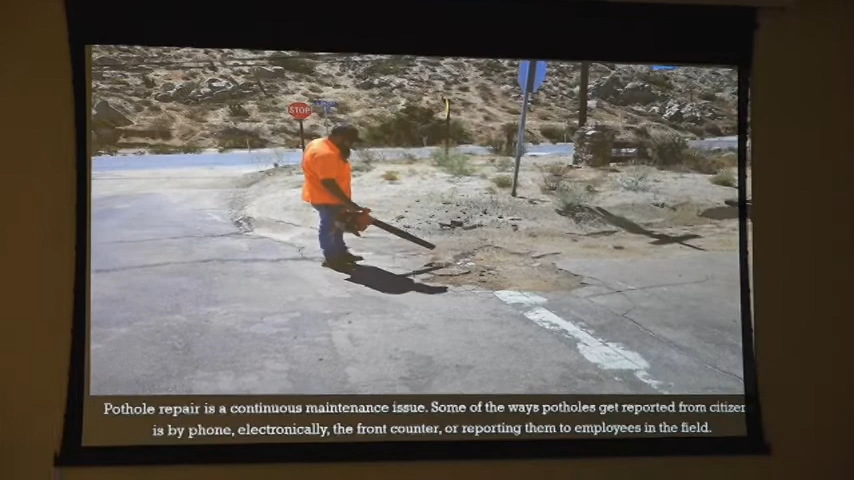 STOP
Pothole repair is a continuous maintenance issue. Some of the ways potholes get reported from citizen
is by phone, electronically, the front counter, or reporting them to employees in the field.